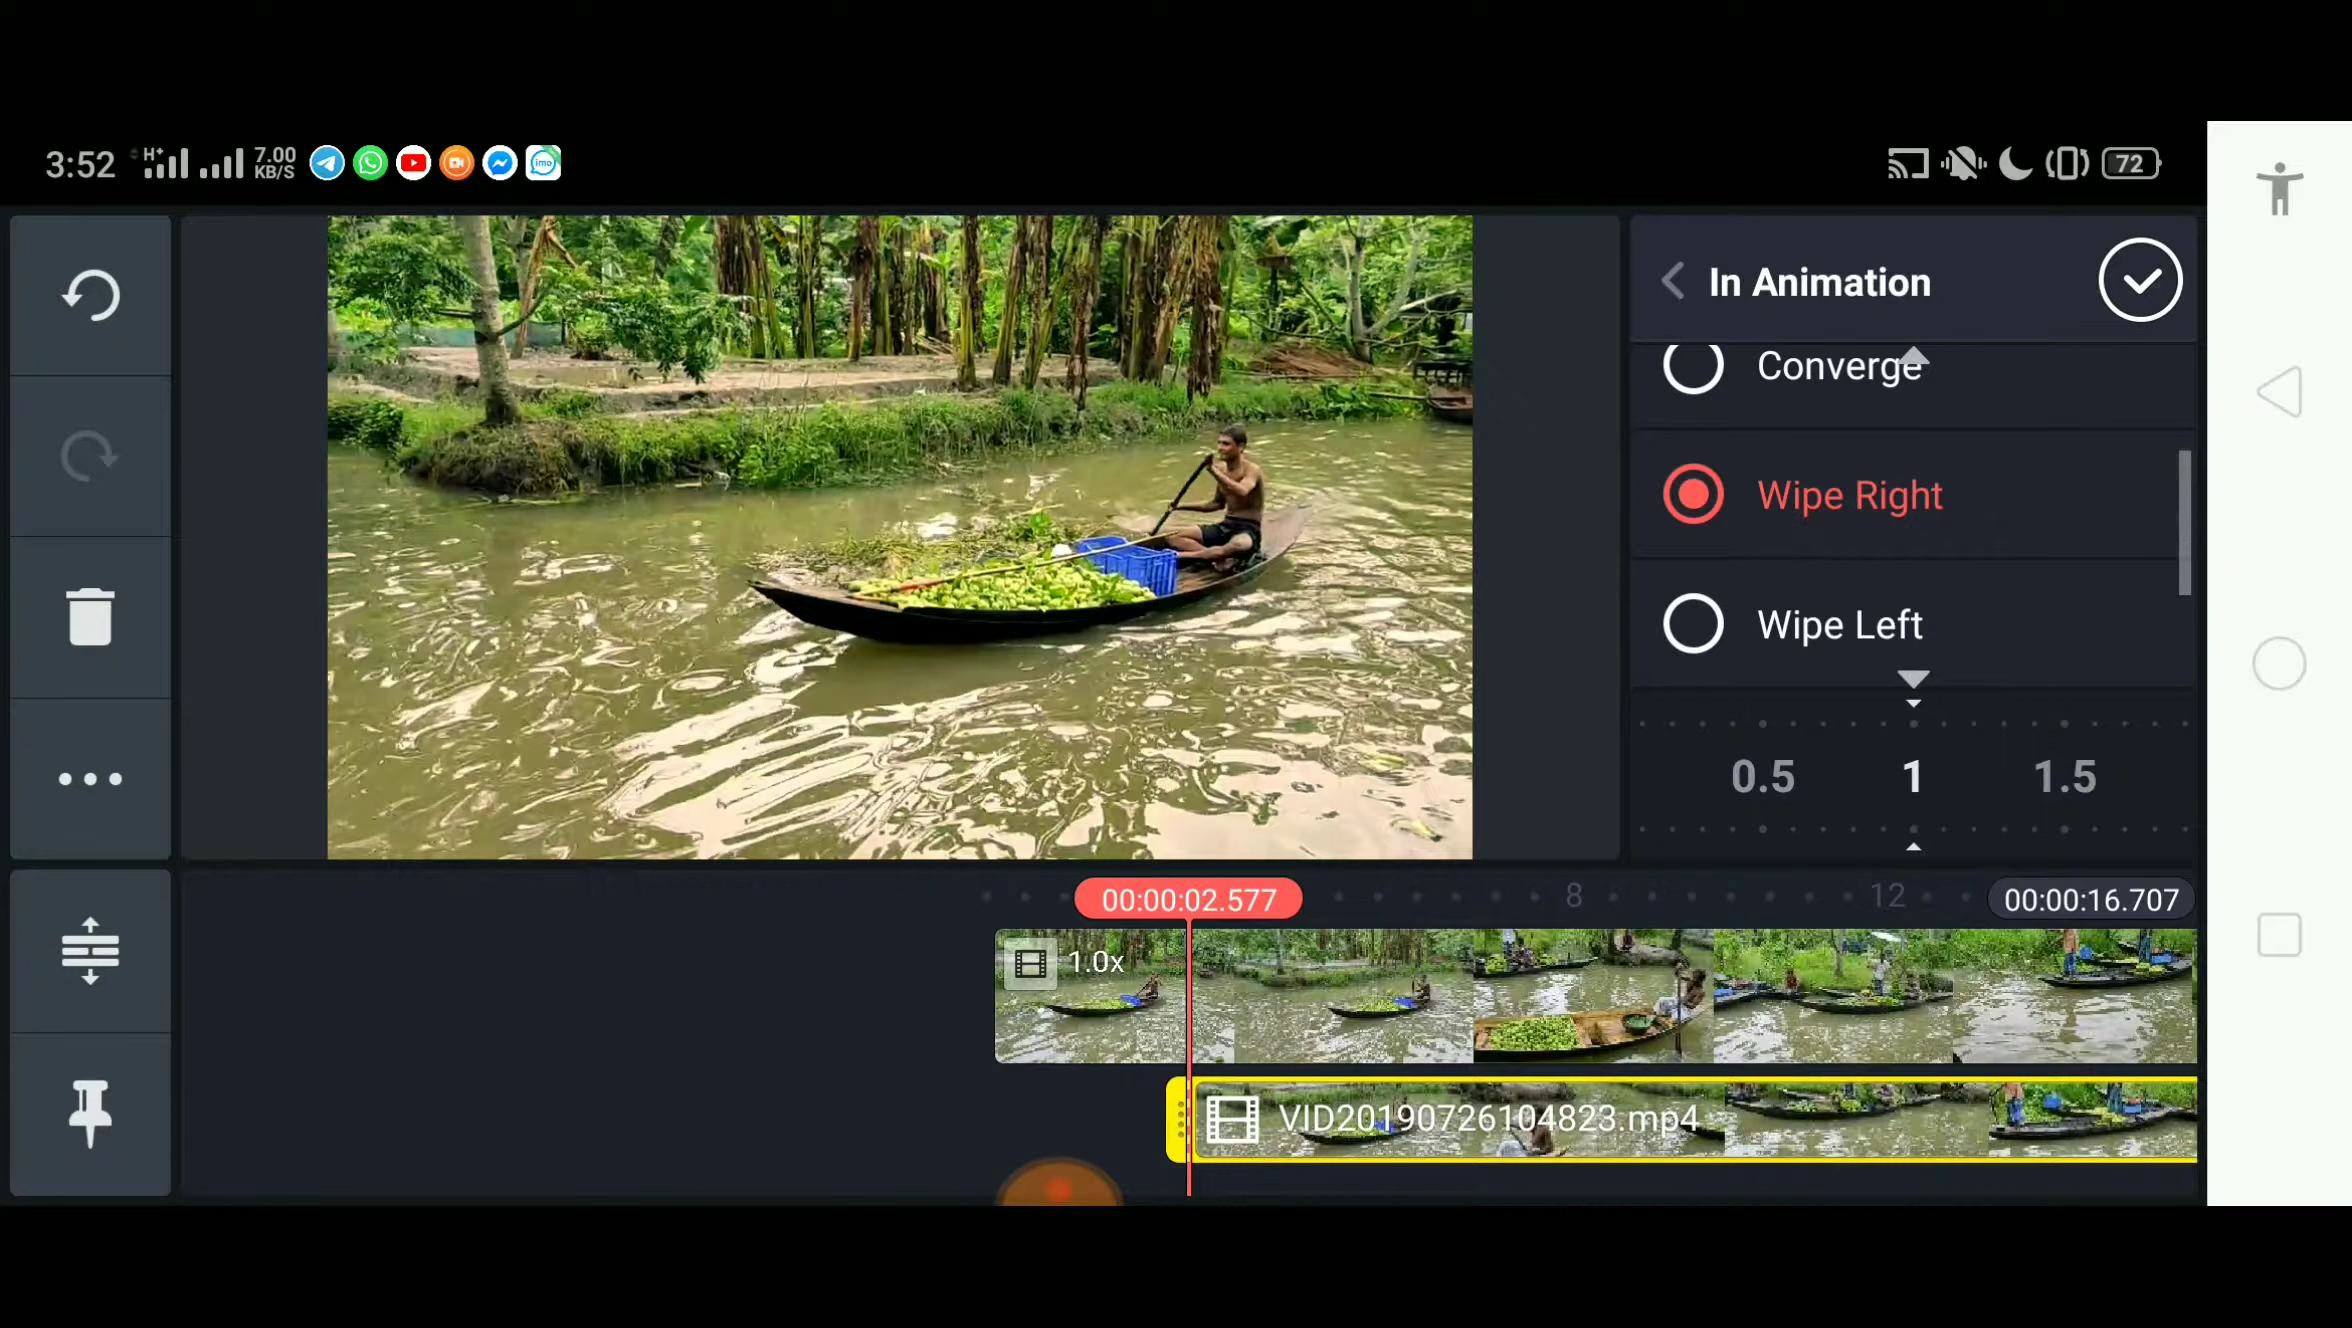 3:52 H+ 7.00 KB/S imo 72
In Animation
Converge
Wipe Right
Wipe Left
0.5 1 1.5
00:00:02.577 8 12 00:00:16.707
1.0x
VID20190726104823.mp4